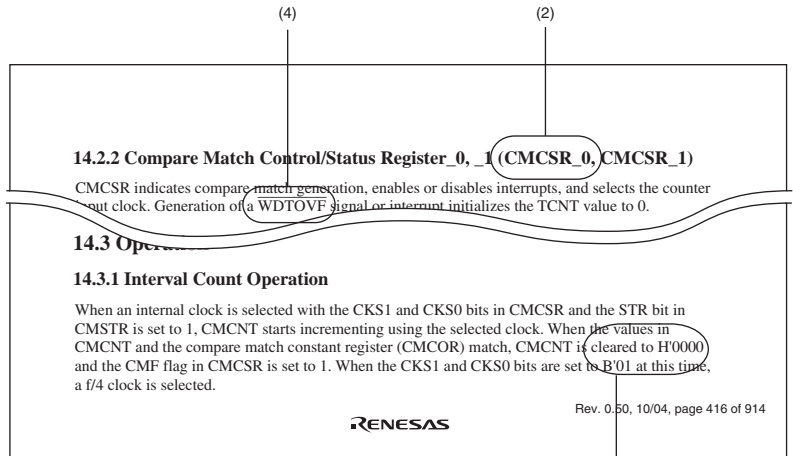 (4) (2)
14.2.2 Compare Match Control/Status Register_0, _1 (CMCSR_0, CMCSR_1)
CMCSR indicates compare match generation, enables or disables interrupts, and selects the counter
input clock. Generation of a WDTOVF signal or interrupt initializes the TCNT value to 0.
14.3 Operation
14.3.1 Interval Count Operation
When an internal clock is selected with the CKS1 and CKS0 bits in CMCSR and the STR bit in
CMSTR is set to 1, CMCNT starts incrementing using the selected clock. When the values in
CMCNT and the compare match constant register (CMCOR) match, CMCNT is cleared to H'0000
and the CMF flag in CMCSR is set to 1. When the CKS1 and CKS0 bits are set to B'01 at this time,
a f/4 clock is selected.
Rev. 0.50, 10/04, page 416 of 914
RENESAS